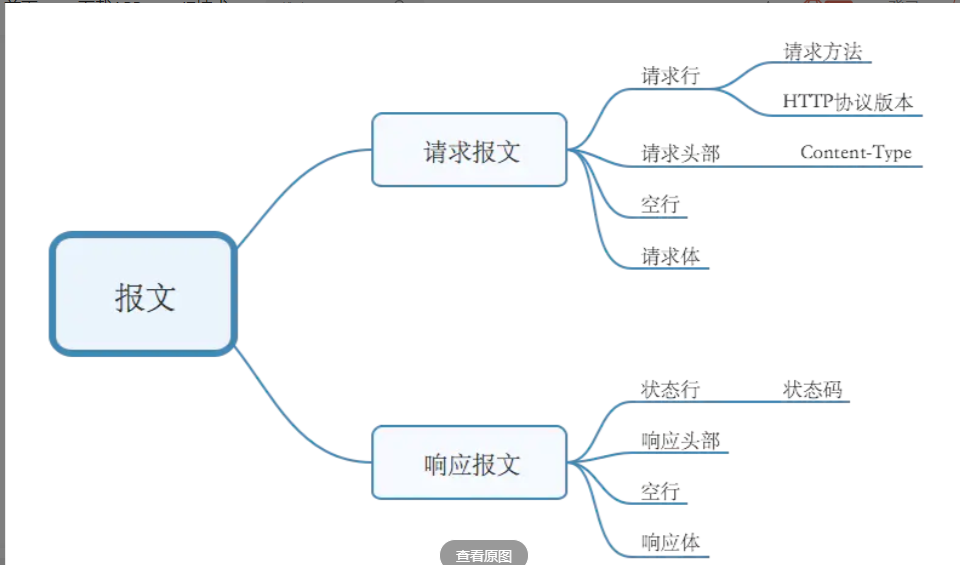 报文
请求报文
请求行
请求方法
HTTP协议版本
请求头部
Content-Type
空行
请求体
响应报文
状态行
状态码
响应头部
空行
响应体
查看原图